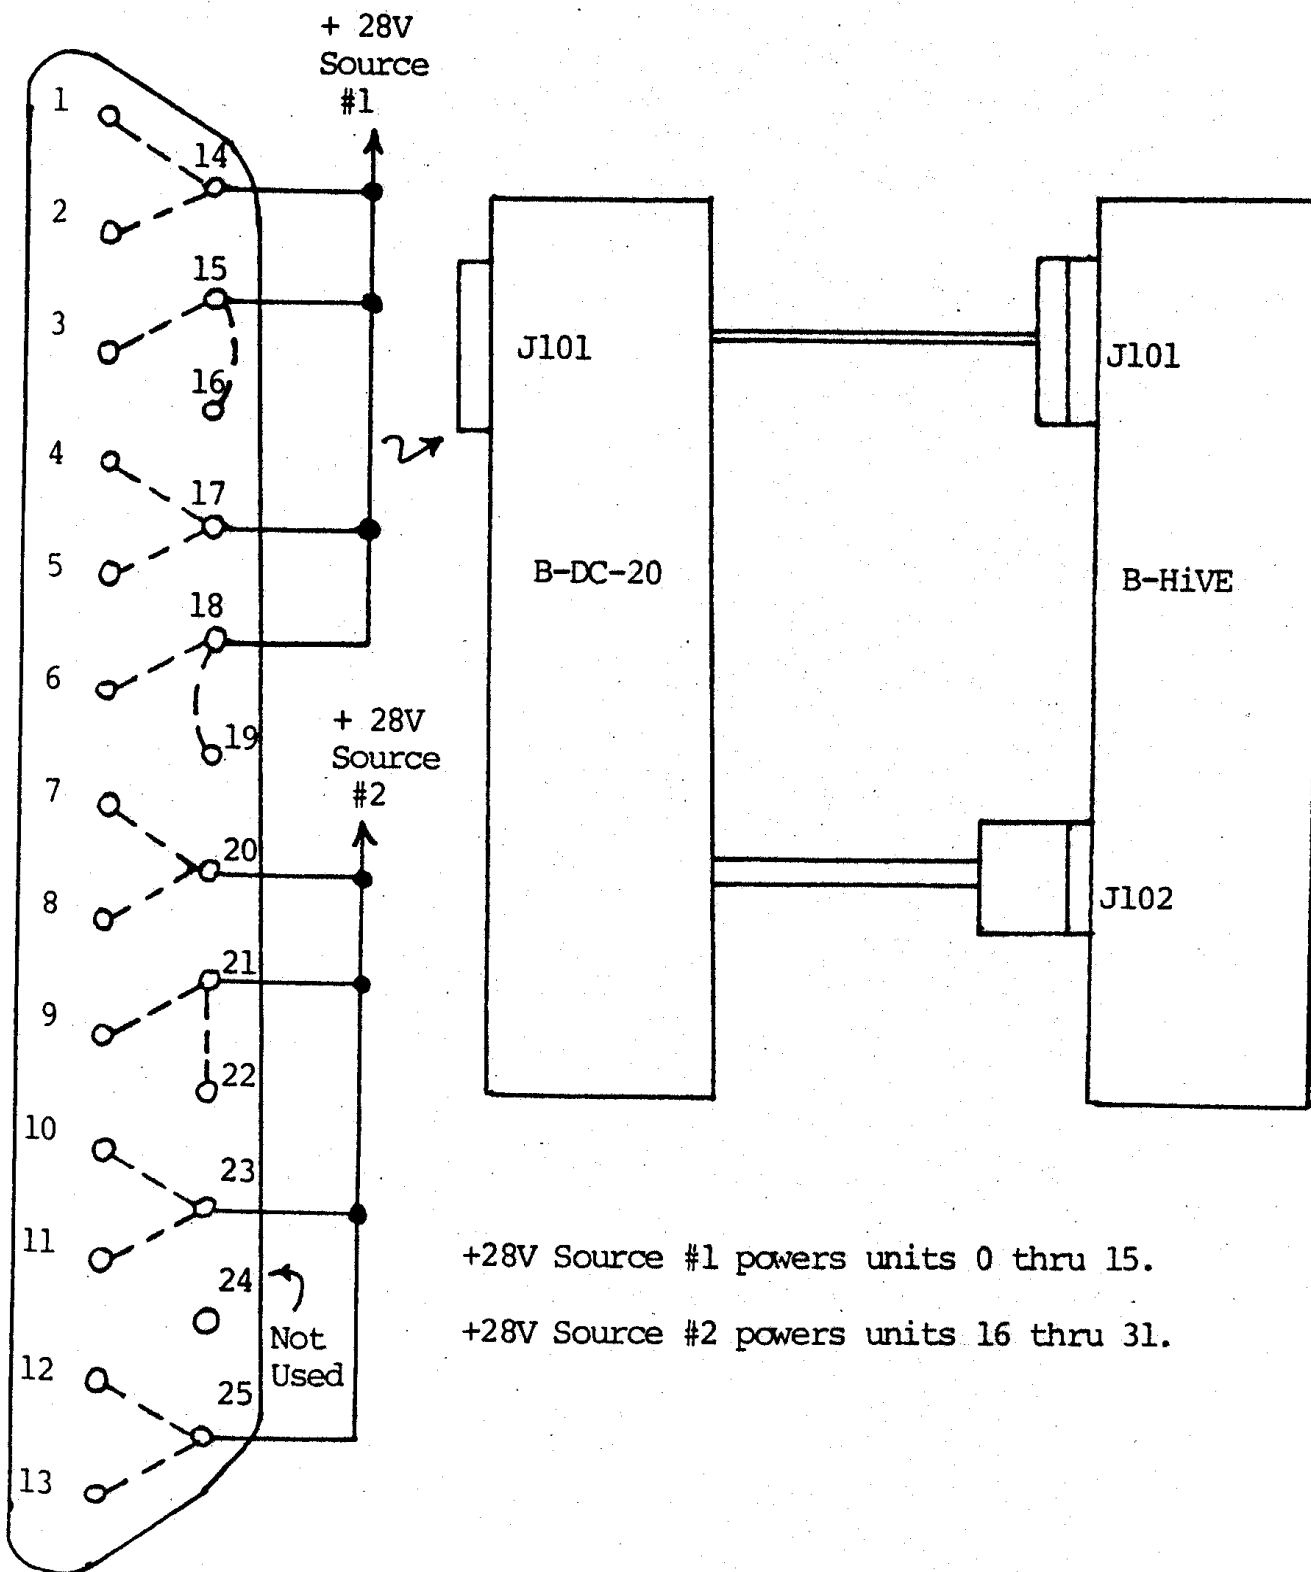 + 28V
Source
#1
1
14
2
15
3
16
4
17
5
18
6
19
7
20
8
21
9
22
10
23
11
24
Not
Used
12
25
13
+ 28V
Source
#2
J101
B-DC-20
J101
B-HiVE
J102
+28V Source #1 powers units 0 thru 15.
+28V Source #2 powers units 16 thru 31.